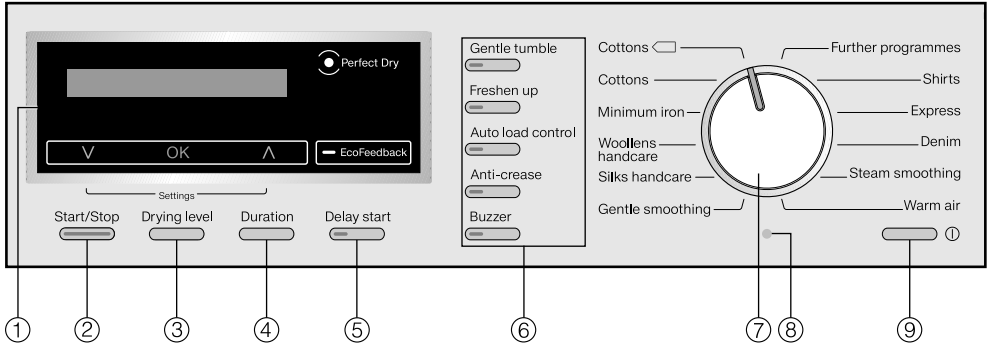 Perfect Dry
OK
EcoFeedback
Settings
Start/Stop
Drying level
Duration
Delay start
Gentle tumble
Freshen up
Auto load control
Anti-crease
Buzzer
Cottons
Cottons
Minimum iron
Woollens
handcare
Silks handcare
Gentle smoothing
Further programmes
Shirts
Express
Denim
Steam smoothing
Warm air
① ② ③ ④ ⑤ ⑥ ⑦ ⑧ ⑨